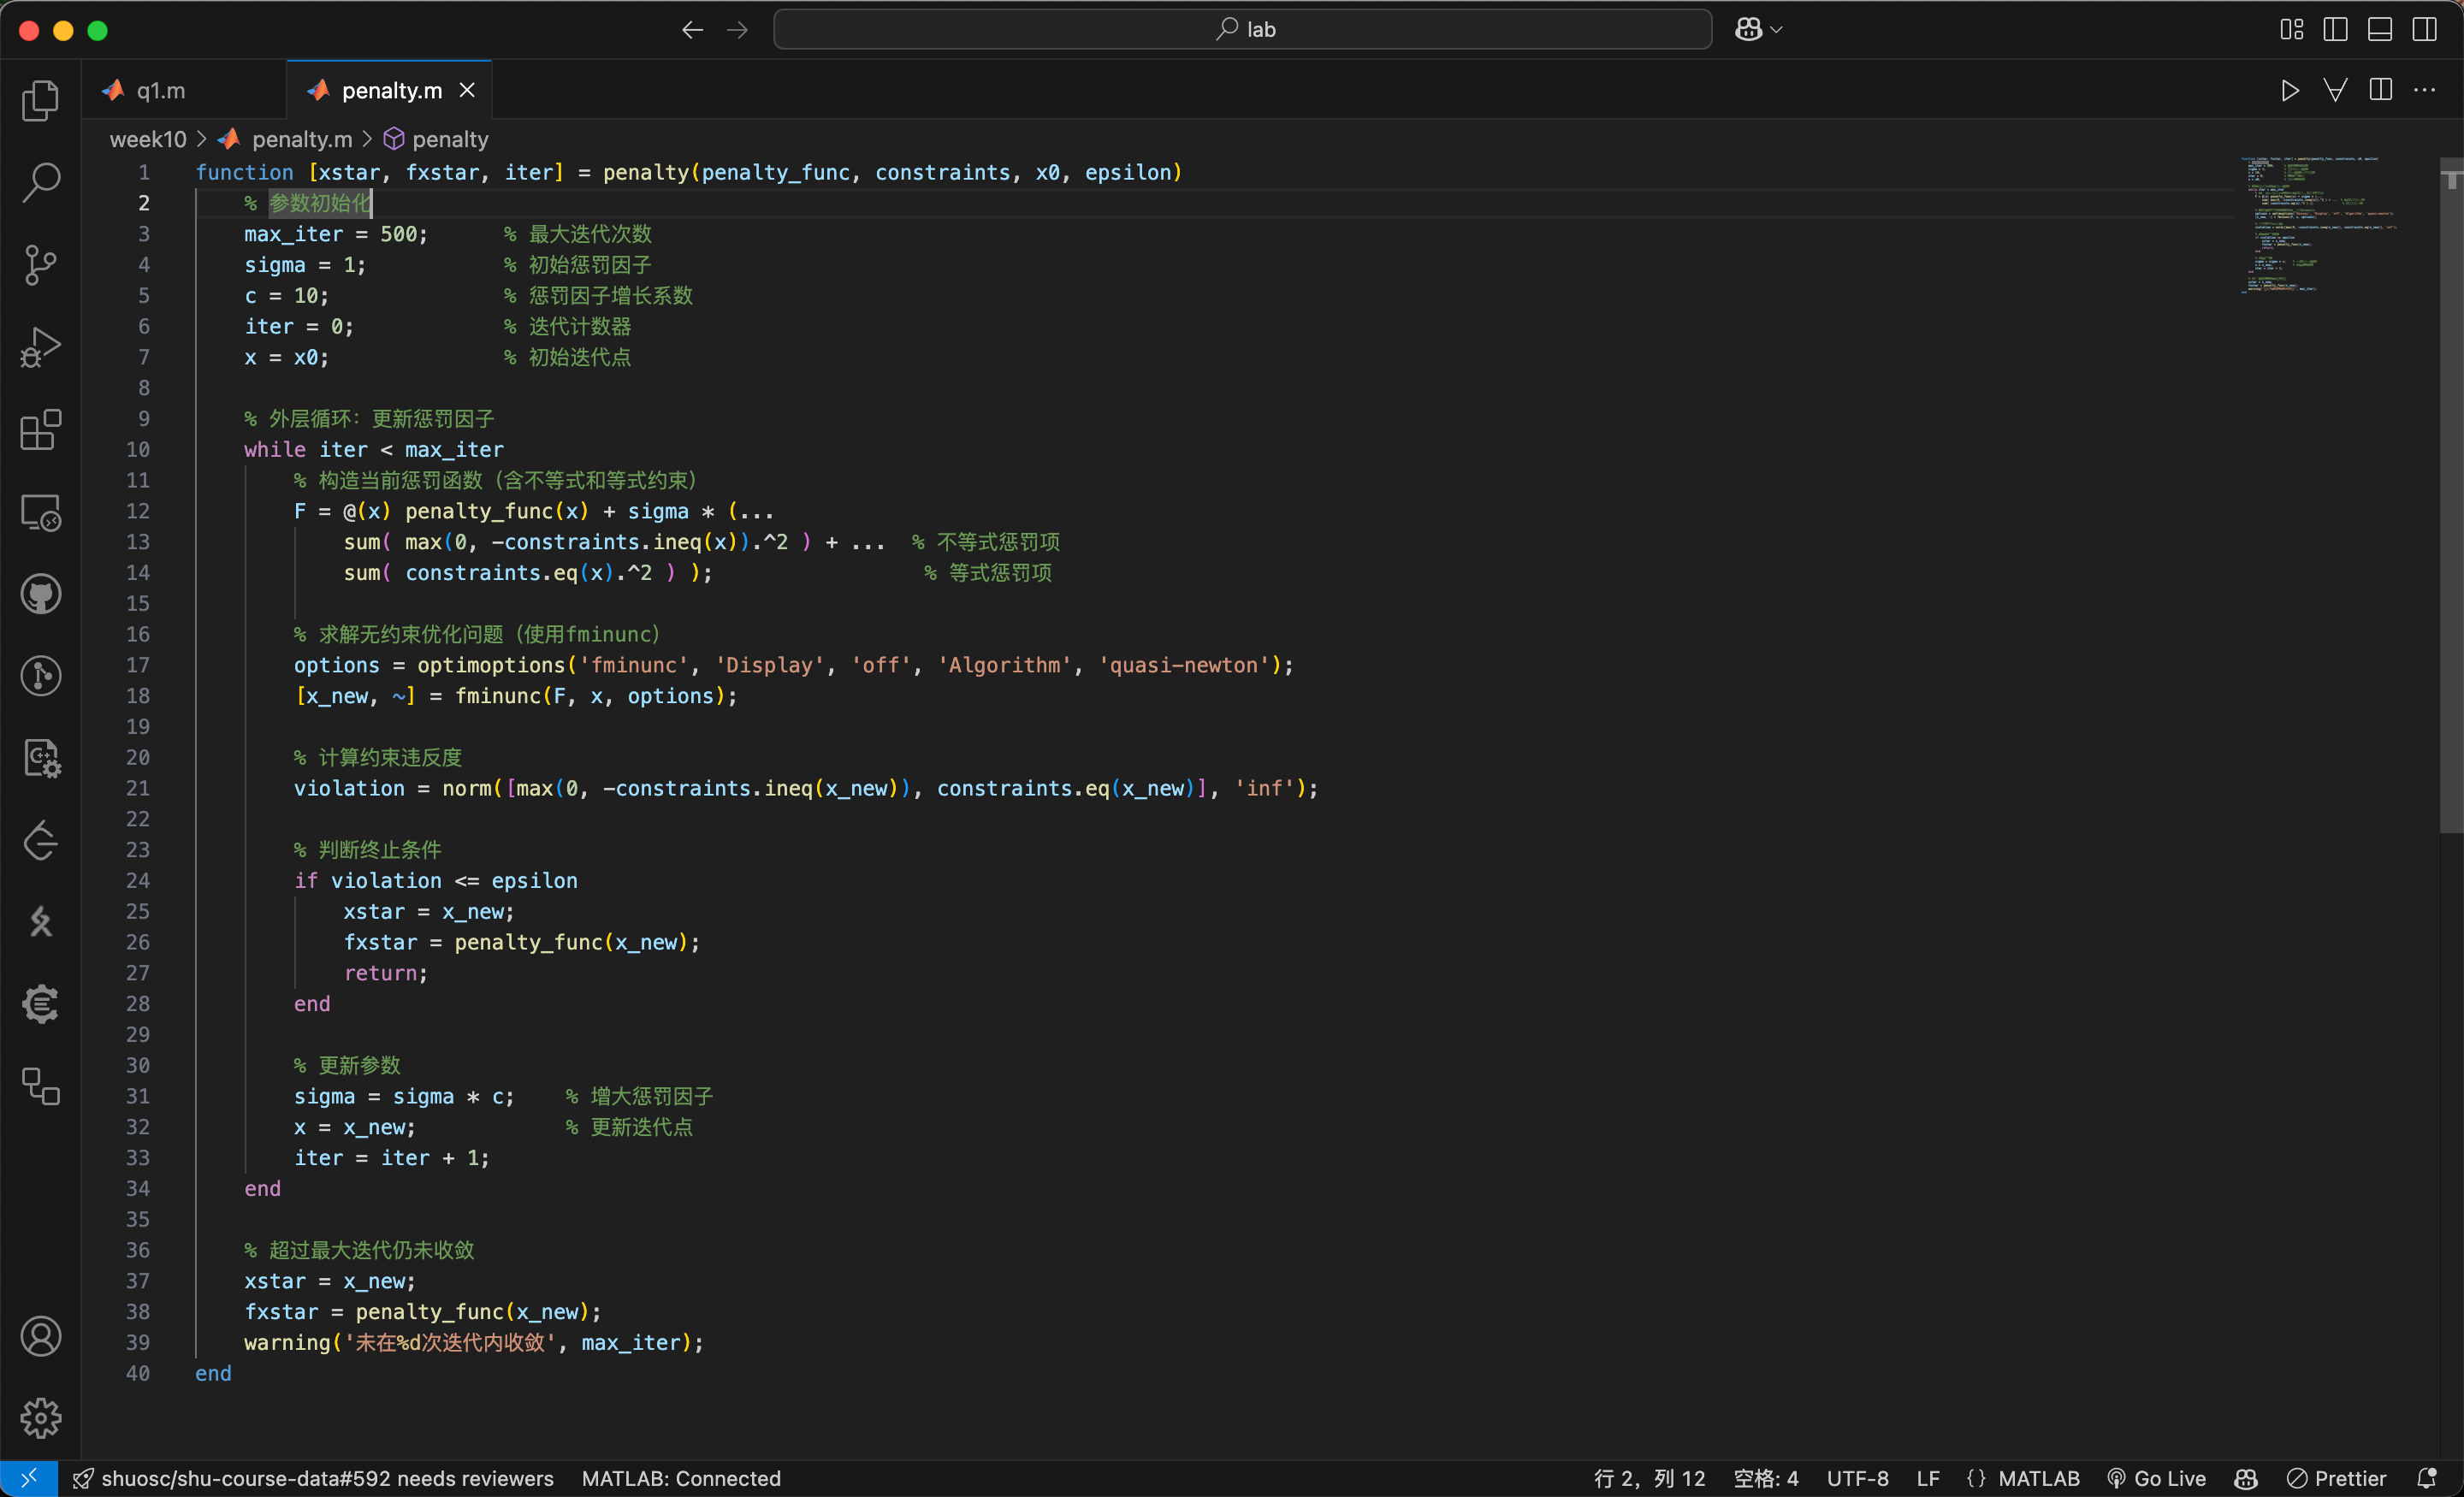 lab
q1.m
penalty.m
week10 > penalty.m > penalty
1 function [xstar, fxstar, iter] = penalty(penalty_func, constraints, x0, epsilon)
2 % 参数初始化
3 max_iter = 500; % 最大迭代次数
4 sigma = 1; % 初始惩罚因子
5 c = 10; % 惩罚因子增长系数
6 iter = 0; % 迭代计数器
7 x = x0; % 初始迭代点
8
9 % 外层循环：更新惩罚因子
10 while iter < max_iter
11 % 构造当前惩罚函数（含不等式和等式约束）
12 F = @(x) penalty_func(x) + sigma * (...
13 sum( max(0, -constraints.ineq(x)).^2 ) + ... % 不等式惩罚项
14 sum( constraints.eq(x).^2 ) ); % 等式惩罚项
15
16 % 求解无约束优化问题（使用fminunc）
17 options = optimoptions('fminunc', 'Display', 'off', 'Algorithm', 'quasi-newton');
18 [x_new, ~] = fminunc(F, x, options);
19
20 % 计算约束违反度
21 violation = norm([max(0, -constraints.ineq(x_new)), constraints.eq(x_new)], 'inf');
22
23 % 判断终止条件
24 if violation <= epsilon
25 xstar = x_new;
26 fxstar = penalty_func(x_new);
27 return;
28 end
29
30 % 更新参数
31 sigma = sigma * c; % 增大惩罚因子
32 x = x_new; % 更新迭代点
33 iter = iter + 1;
34 end
35
36 % 超过最大迭代仍未收敛
37 xstar = x_new;
38 fxstar = penalty_func(x_new);
39 warning('未在%d次迭代内收敛', max_iter);
40 end
shuosc/shu-course-data#592 needs reviewers MATLAB: Connected 行 2，列 12 空格: 4 UTF-8 LF {} MATLAB Go Live Prettier